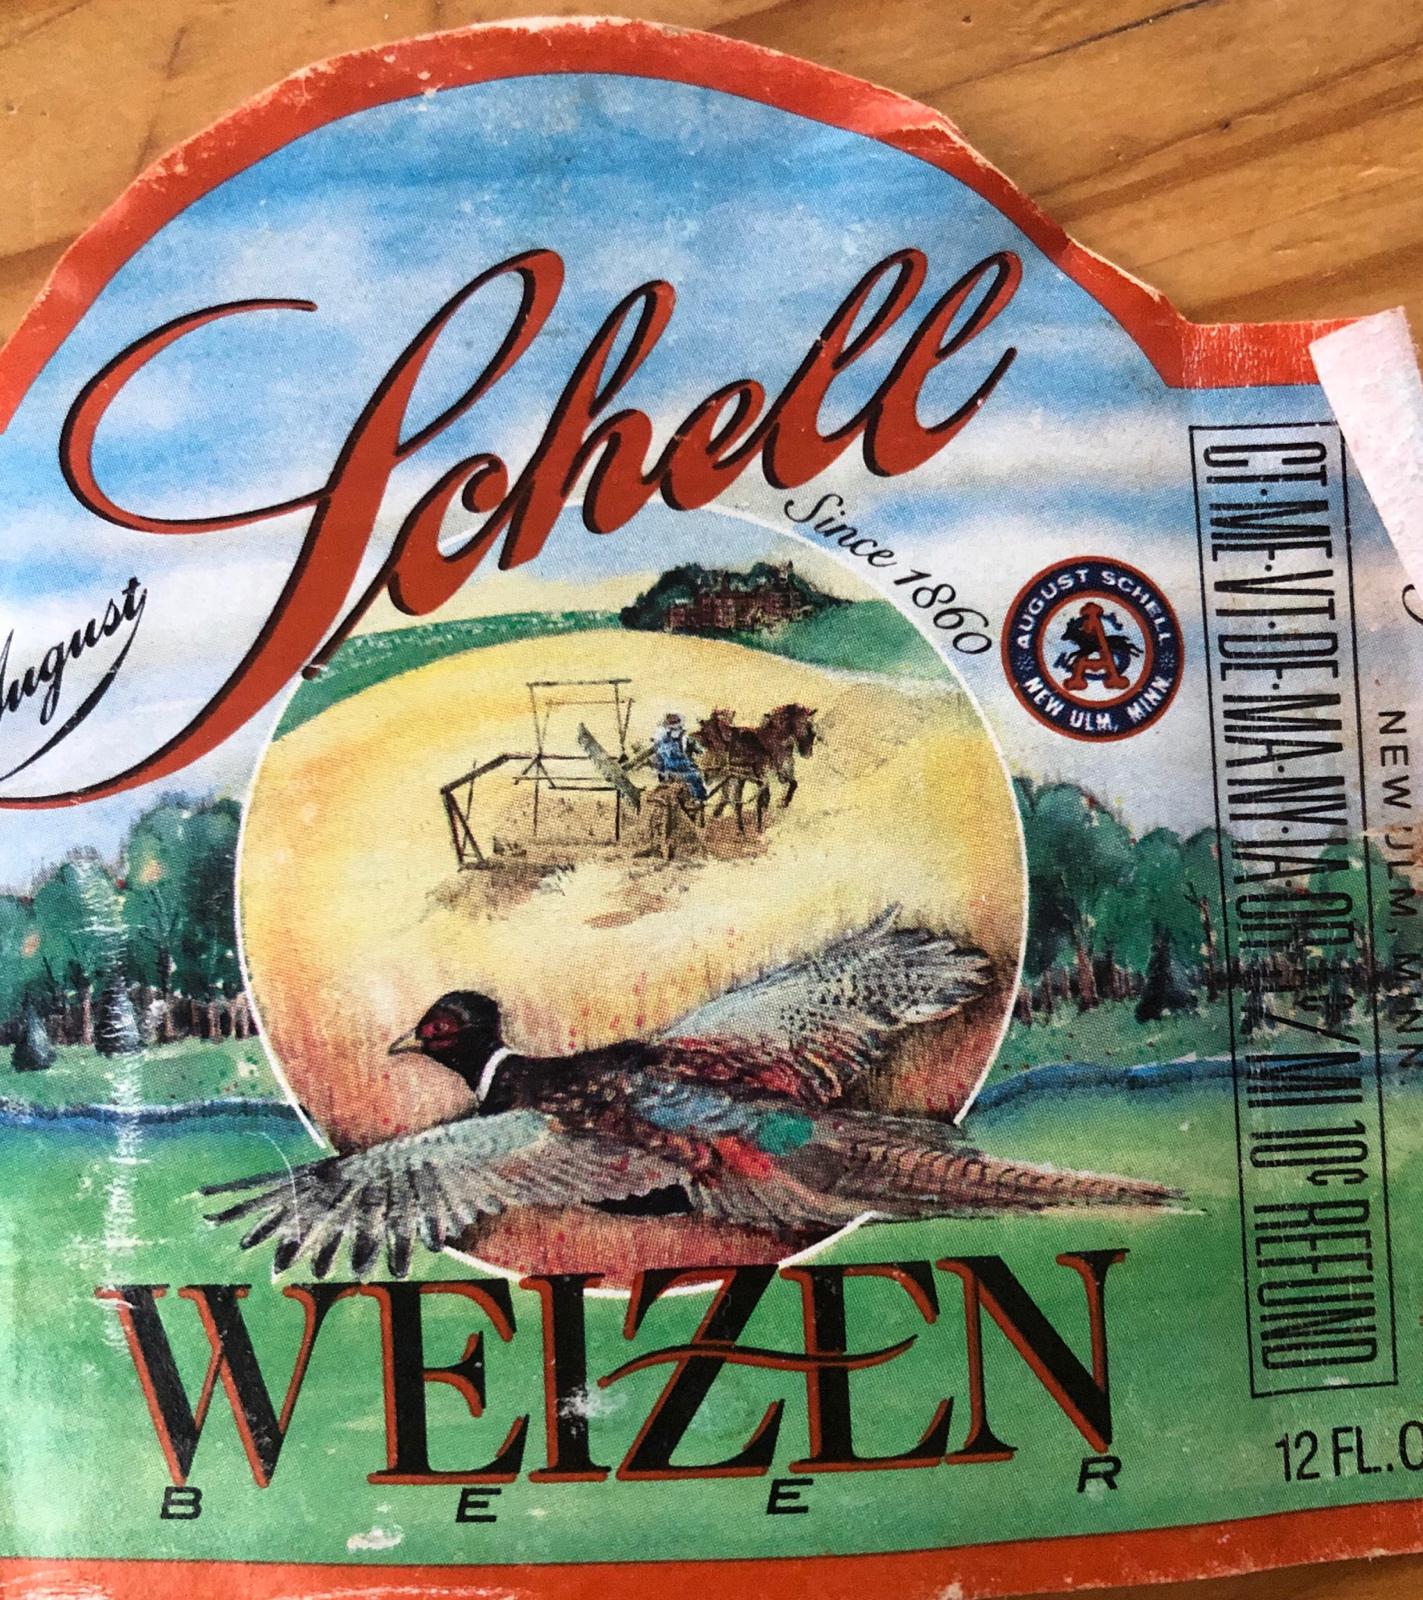 August
Schell
Since 1860
AUGUST SCHELL
A
NEW ULM, MINN.
WEIZEN
BEER
CT·ME·VT·DE·MA·NY·IA·OR 5¢/MI 10¢ REFUND
NEW ULM, MINN
12 FL.